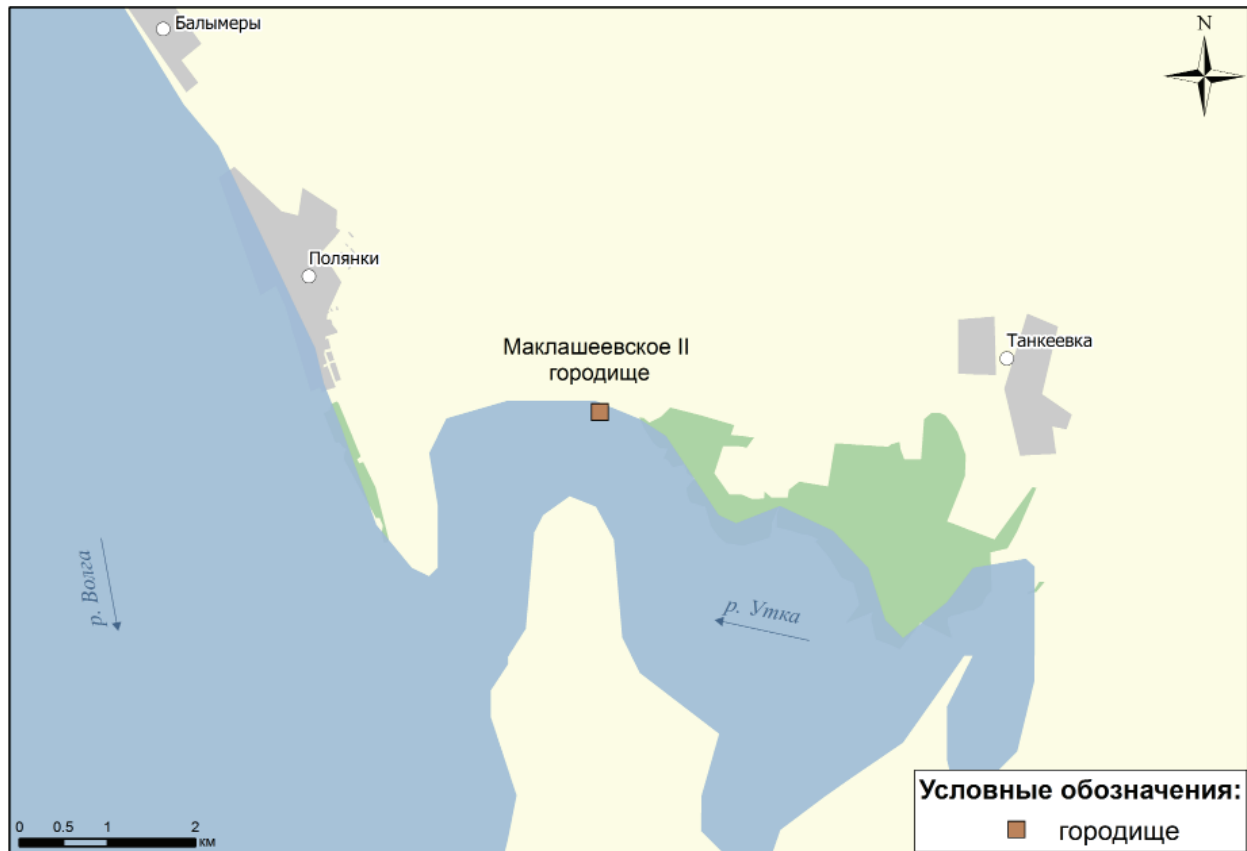 Балымеры
N
Полянки
Маклашеевское II
городище
Танкеевка
р. Волга
р. Утка
Условные обозначения:
городище
0 0.5 1 2
км